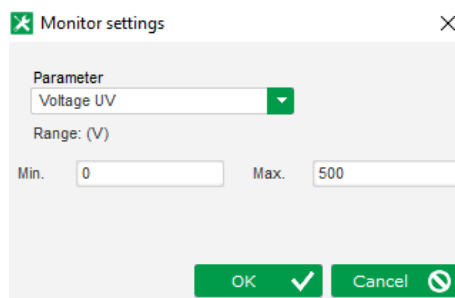 Monitor settings
Parameter
Voltage UV
Range: (V)
Min. 0 Max. 500
OK Cancel